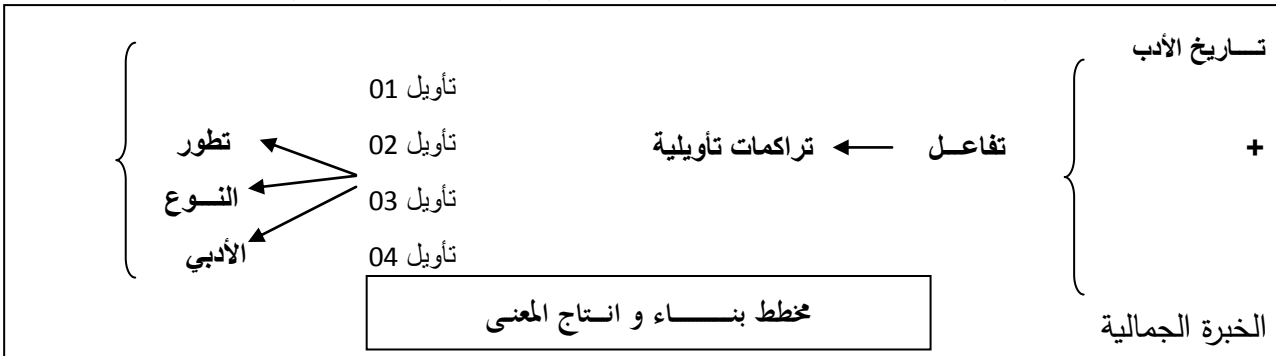 تـــاريخ الأدب
تأويل 01
+ تفاعــل تراكمات تأويلية تأويل 02 تطور
تأويل 03 النــوع
تأويل 04 الأدبي
مخطط بنـــــاء و انــتاج المعنى
الخبرة الجمالية